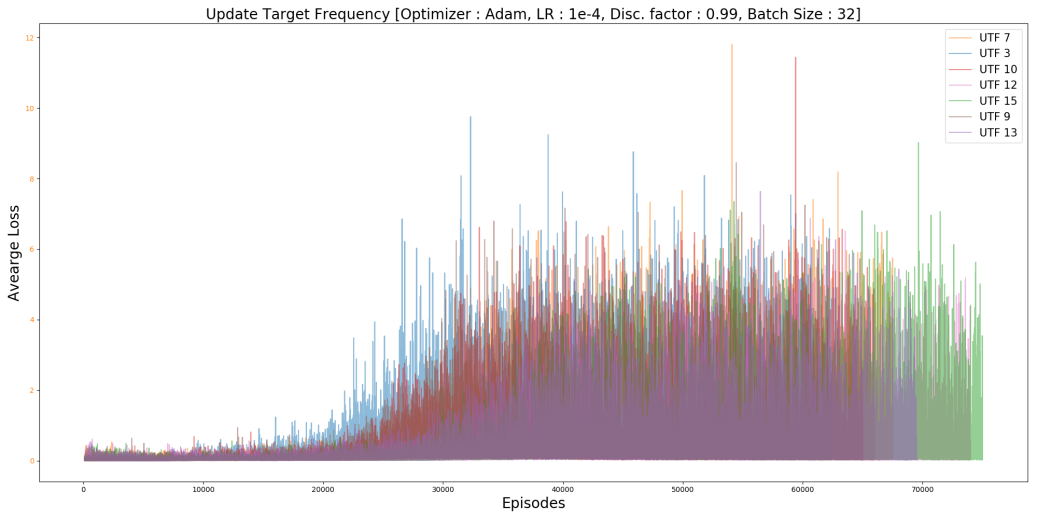 Update Target Frequency [Optimizer : Adam, LR : 1e-4, Disc. factor : 0.99, Batch Size : 32]
12
10
8
6
4
2
0
Avearge Loss
UTF 7
UTF 3
UTF 10
UTF 12
UTF 15
UTF 9
UTF 13
0 10000 20000 30000 40000 50000 60000 70000
Episodes